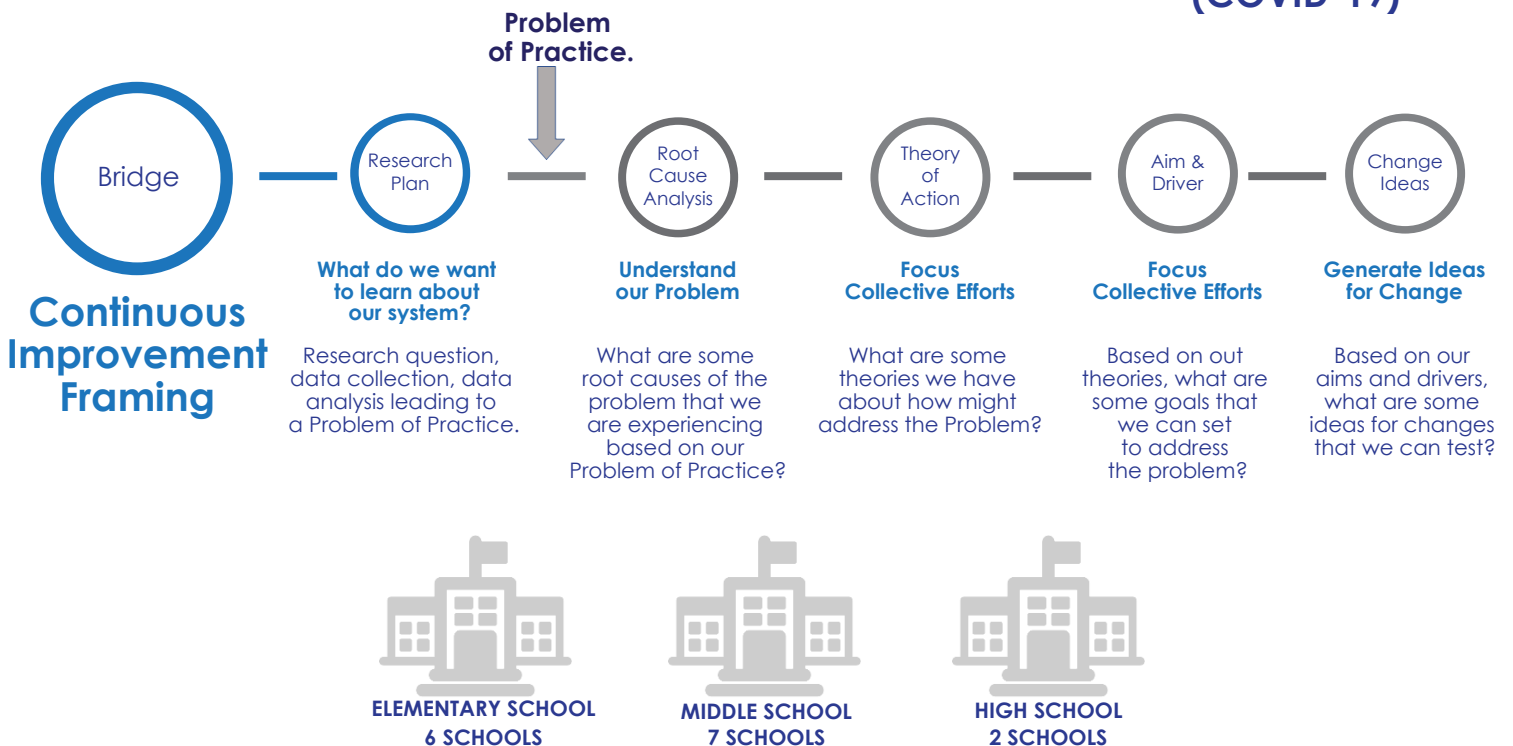 (COVID-19)
Problem
of Practice.
Bridge
Research
Plan
Root
Cause
Analysis
Theory
of
Action
Aim &
Driver
Change
Ideas
Continuous
Improvement
Framing
What do we want
to learn about
our system?
Research question,
data collection, data
analysis leading to
a Problem of Practice.
Understand
our Problem
What are some
root causes of the
problem that we
are experiencing
based on our
Problem of Practice?
Focus
Collective Efforts
What are some
theories we have
about how might
address the Problem?
Focus
Collective Efforts
Based on out
theories, what are
some goals that
we can set
to address
the problem?
Generate Ideas
for Change
Based on our
aims and drivers,
what are some
ideas for changes
that we can test?
ELEMENTARY SCHOOL
6 SCHOOLS
MIDDLE SCHOOL
7 SCHOOLS
HIGH SCHOOL
2 SCHOOLS